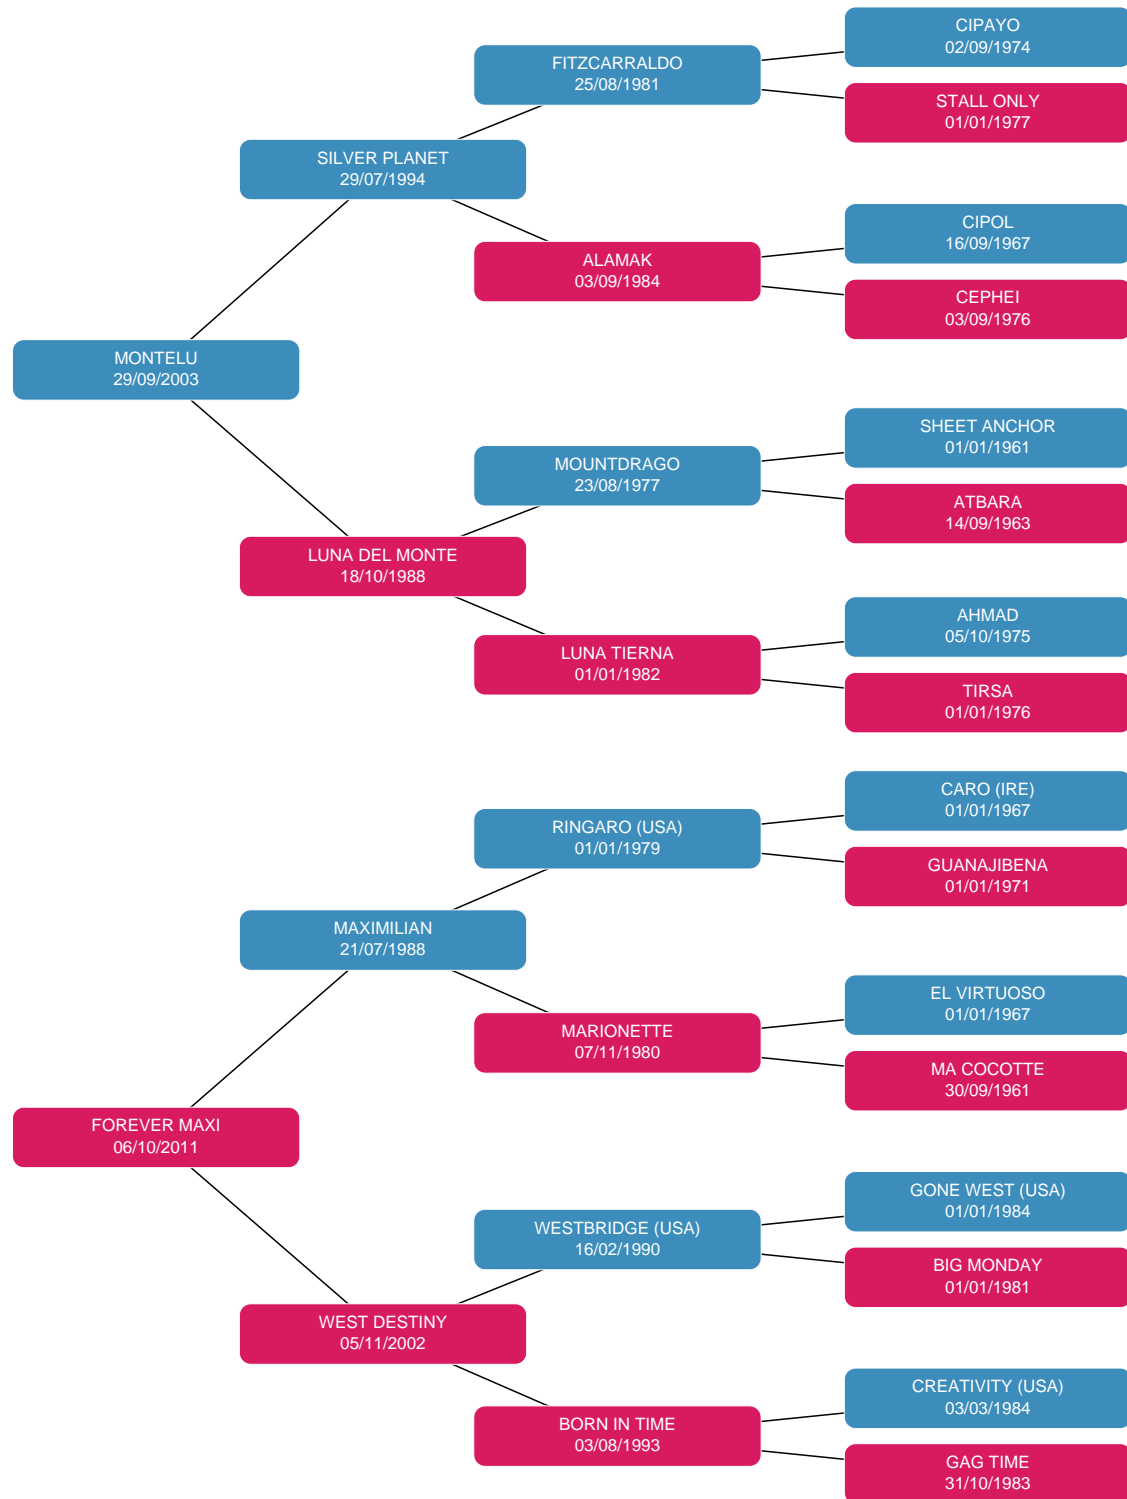 CIPAYO
02/09/1974
FITZCARRALDO
25/08/1981
STALL ONLY
01/01/1977
SILVER PLANET
29/07/1994
CIPOL
16/09/1967
ALAMAK
03/09/1984
CEPHEI
03/09/1976
MONTELU
29/09/2003
SHEET ANCHOR
01/01/1961
MOUNTDRAGO
23/08/1977
ATBARA
14/09/1963
LUNA DEL MONTE
18/10/1988
AHMAD
05/10/1975
LUNA TIERNA
01/01/1982
TIRSA
01/01/1976
CARO (IRE)
01/01/1967
RINGARO (USA)
01/01/1979
GUANAJIBENA
01/01/1971
MAXIMILIAN
21/07/1988
EL VIRTUOSO
01/01/1967
MARIONETTE
07/11/1980
MA COCOTTE
30/09/1961
FOREVER MAXI
06/10/2011
GONE WEST (USA)
01/01/1984
WESTBRIDGE (USA)
16/02/1990
BIG MONDAY
01/01/1981
WEST DESTINY
05/11/2002
CREATIVITY (USA)
03/03/1984
BORN IN TIME
03/08/1993
GAG TIME
31/10/1983